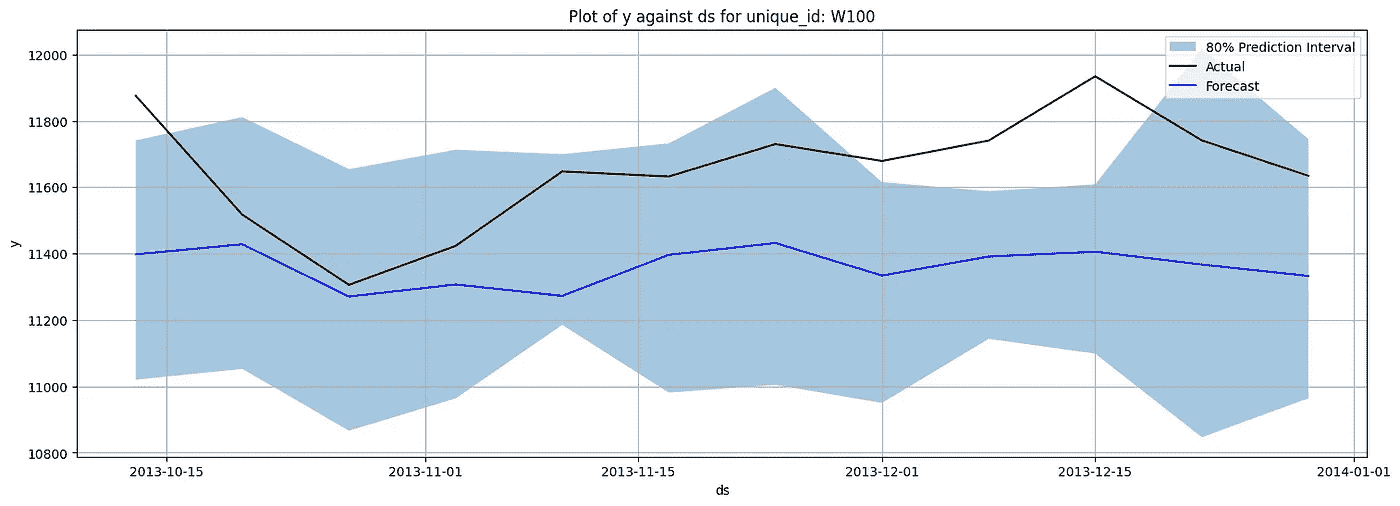 Plot of y against ds for unique_id: W100
80% Prediction Interval
Actual
Forecast
12000
11800
11600
11400
11200
11000
10800
y
2013-10-15 2013-11-01 2013-11-15 2013-12-01 2013-12-15 2014-01-01
ds